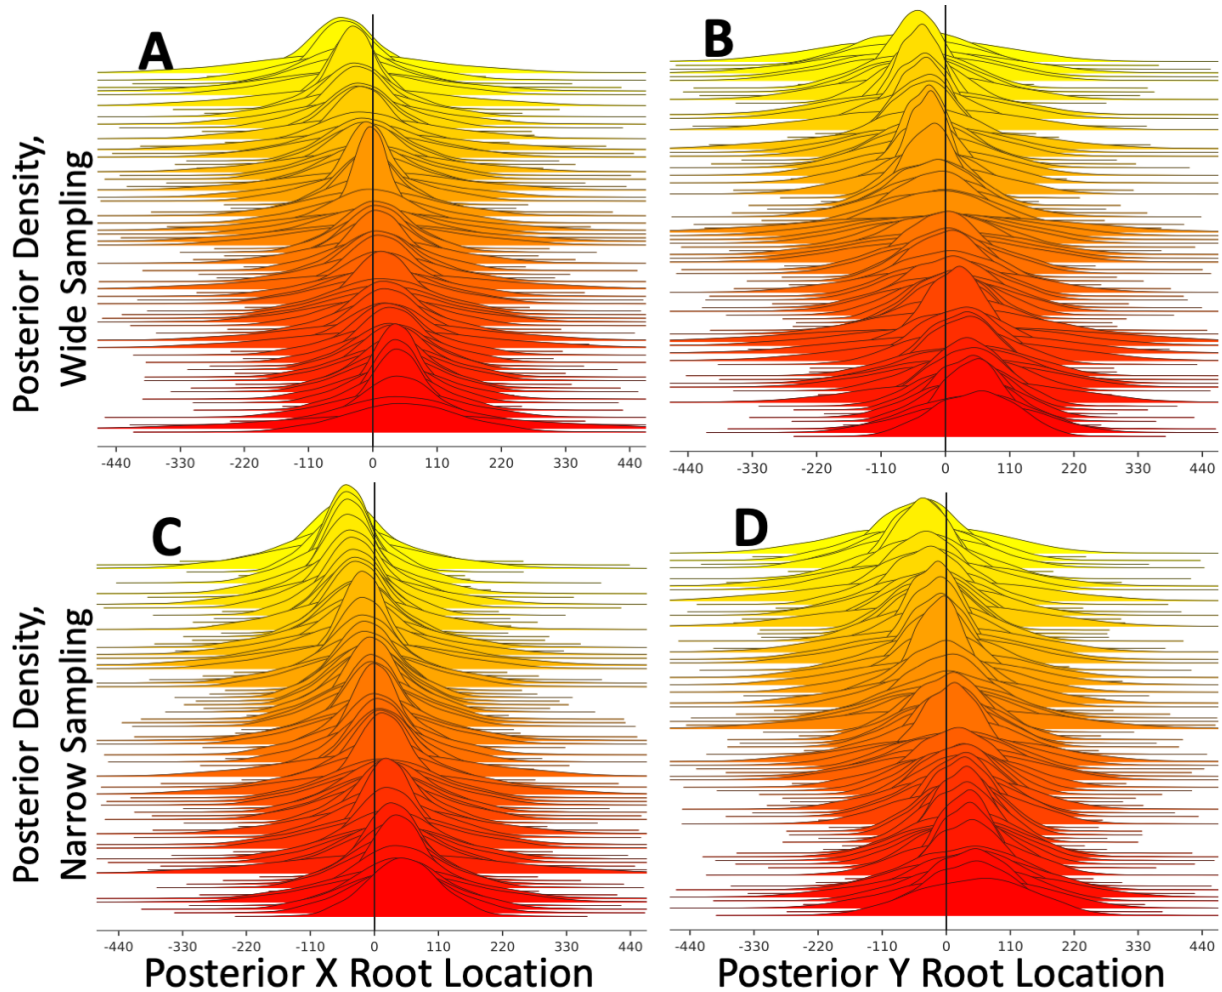 A
B
Posterior Density,
Wide Sampling
-440 -330 -220 -110 0 110 220 330 440
-440 -330 -220 -110 0 110 220 330 440
C
D
Posterior Density,
Narrow Sampling
-440 -330 -220 -110 0 110 220 330 440
-440 -330 -220 -110 0 110 220 330 440
Posterior X Root Location
Posterior Y Root Location